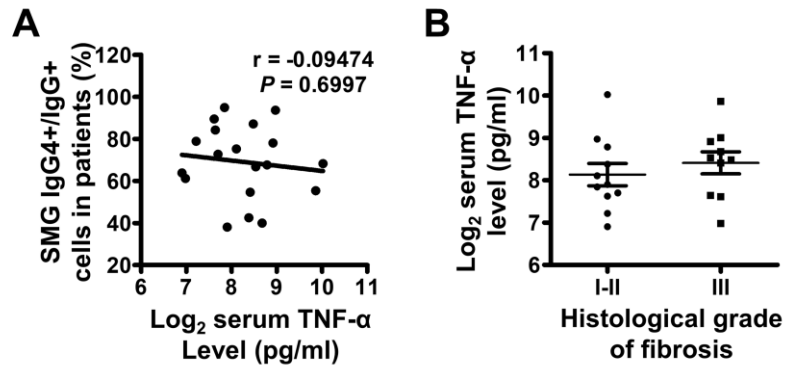 A
SMG IgG4+/IgG+
cells in patients (%)
120
100
80
60
40
20
r = -0.09474
P = 0.6997
6 7 8 9 10 11
Log₂ serum TNF-α
Level (pg/ml)
B
Log₂ serum TNF-α
level (pg/ml)
11
10
9
8
7
6
I-II III
Histological grade
of fibrosis